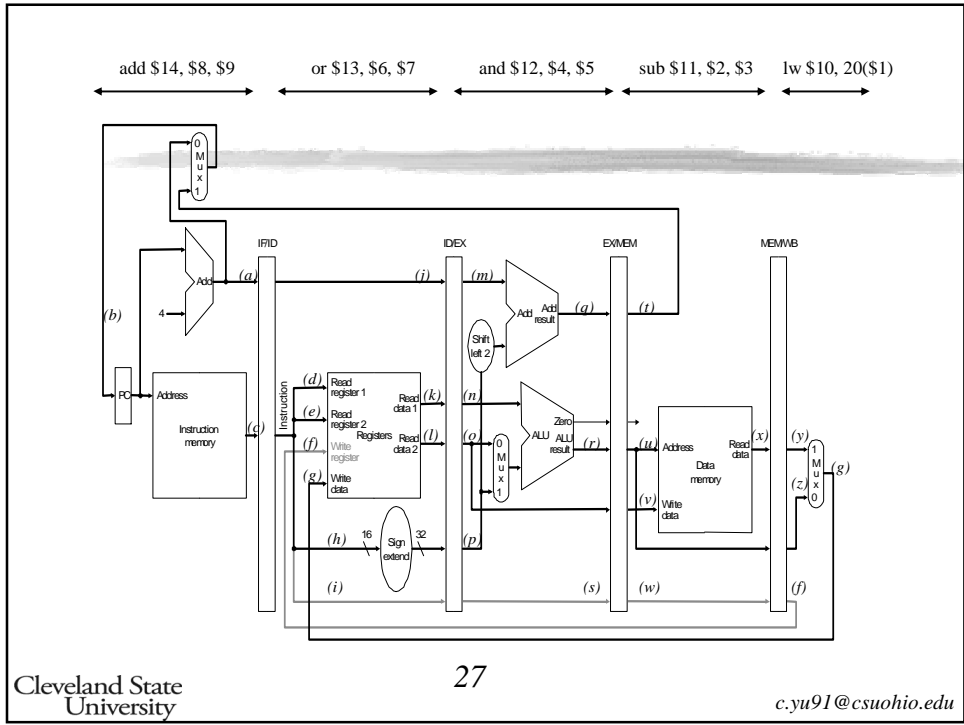 add $14, $8, $9 or $13, $6, $7 and $12, $4, $5 sub $11, $2, $3 lw $10, 20($1)
0
M
u
x
1
IF/ID ID/EX EX/MEM MEM/WB
Add (a) (j) (m)
(b)
4
Add Add
result
(q) (t)
Shift
left 2
PC
Address
Instruction
memory
(c)
Instruction
(d) Read
register 1
(e) Read
register 2
(f) Write
register
(g) Write
data
Registers
Read
data 1
(k)
Read
data 2
(l)
(n)
(o)
0
M
u
x
1
Zero
ALU ALU
result
(r)
(u) Address
Read
data
(x)
Data
memory
(v) Write
data
(y)
1
M
u
x
0
(z)
(g)
(h) 16 Sign
extend
32 (p)
(i) (s) (w) (f)
Cleveland State
University
27
c.yu91@csuohio.edu